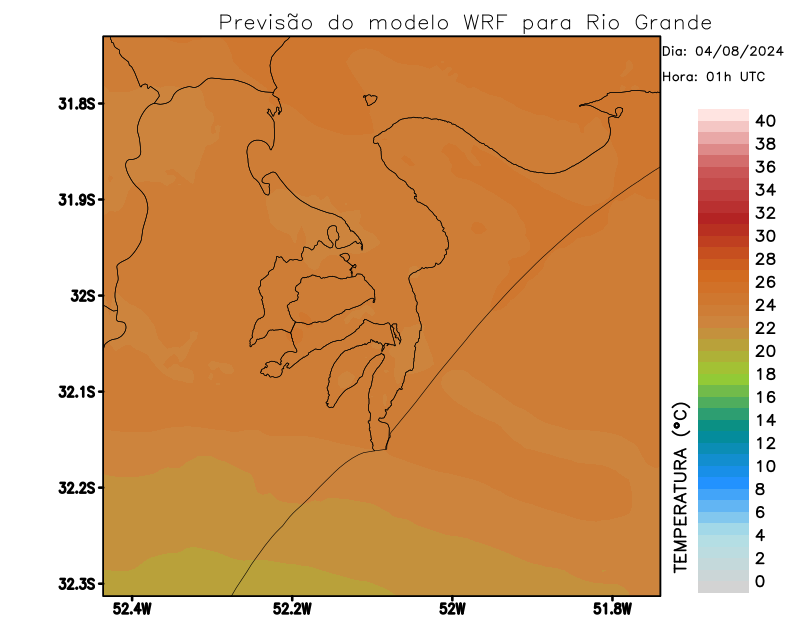 Previsão do modelo WRF para Rio Grande
Dia: 04/08/2024
Hora: 01h UTC
31.8S
31.9S
32S
32.1S
32.2S
32.3S
52.4W
52.2W
52W
51.8W
TEMPERATURA (°C)
40
38
36
34
32
30
28
26
24
22
20
18
16
14
12
10
8
6
4
2
0